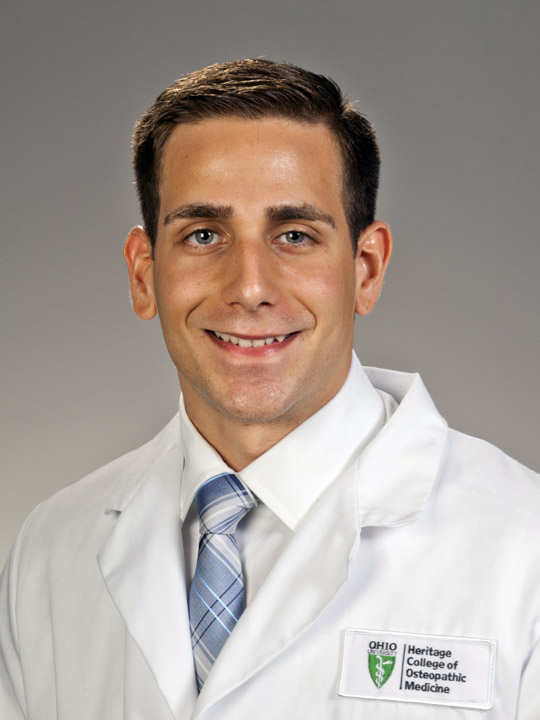 OHIO
UNIVERSITY
Heritage
College of
Osteopathic
Medicine